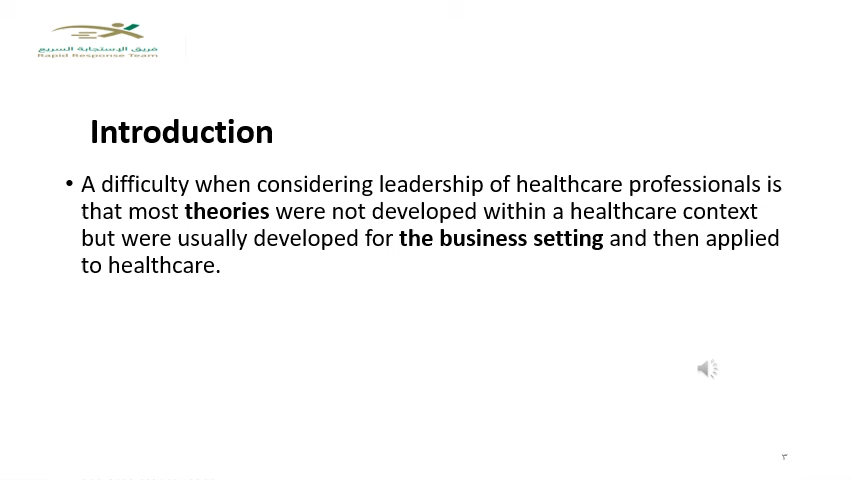 فريق الإستجابة السريع
Rapid Response Team
Introduction
• A difficulty when considering leadership of healthcare professionals is
that most theories were not developed within a healthcare context
but were usually developed for the business setting and then applied
to healthcare.
٣